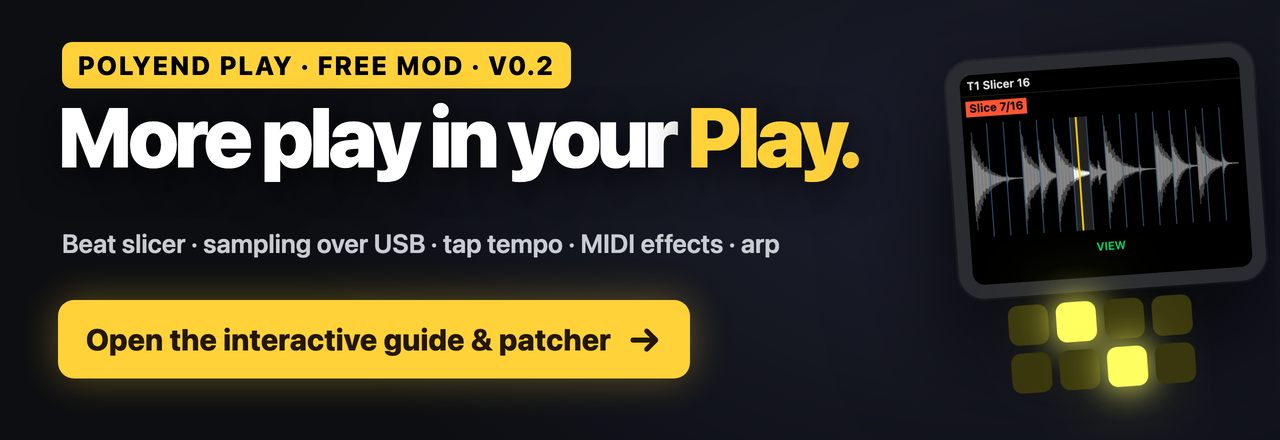 POLYEND PLAY · FREE MOD · V0.2
More play in your Play.
Beat slicer · sampling over USB · tap tempo · MIDI effects · arp
Open the interactive guide & patcher →
T1 Slicer 16
Slice 7/16
VIEW